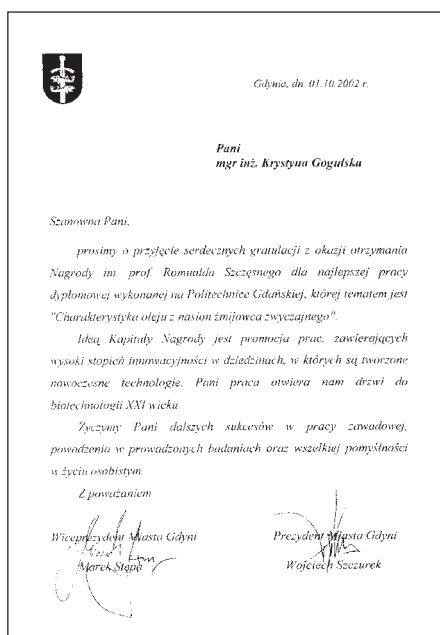 Gdynia, dn. 01.10.2002 r.
Pani
mgr inż. Krystyna Gogulska
Szanowna Pani,
prosimy o przyjęcie serdecznych gratulacji z okazji otrzymania
Nagrody im. prof. Romualda Szczęsnego dla najlepszej pracy
dyplomowej wykonanej na Politechnice Gdańskiej, której tematem jest
"Charakterystyka oleju z nasion żmijowca zwyczajnego".
Ideą Kapituły Nagrody jest promocja prac, zawierających
wysoki stopień innowacyjności w dziedzinach, w których są tworzone
nowoczesne technologie. Pani praca otwiera nam drzwi do
biotechnologii XXI wieku.
Życzymy Pani dalszych sukcesów w pracy zawodowej,
powodzenia w prowadzonych badaniach oraz wszelkiej pomyślności
w życiu osobistym.
Z poważaniem
Wiceprezydent Miasta Gdyni
Prezydent Miasta Gdyni
Marek Stępa
Wojciech Szczurek